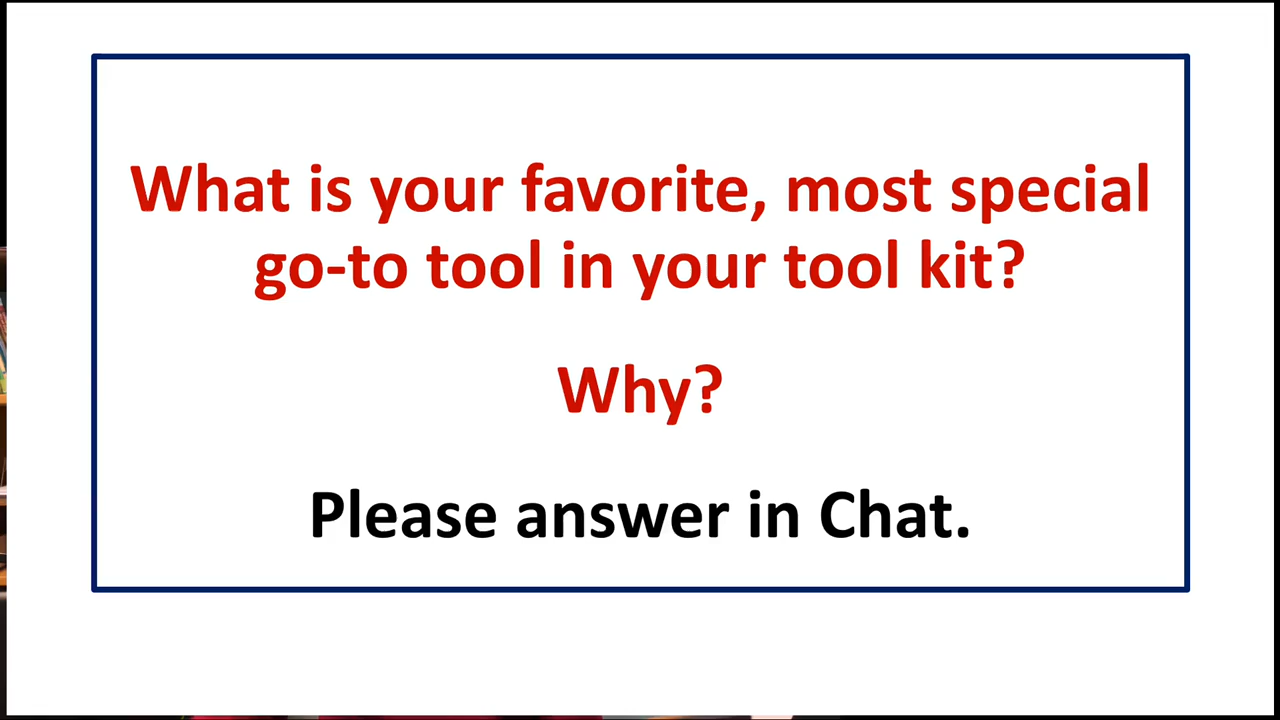 What is your favorite, most special
go-to tool in your tool kit?
Why?
Please answer in Chat.